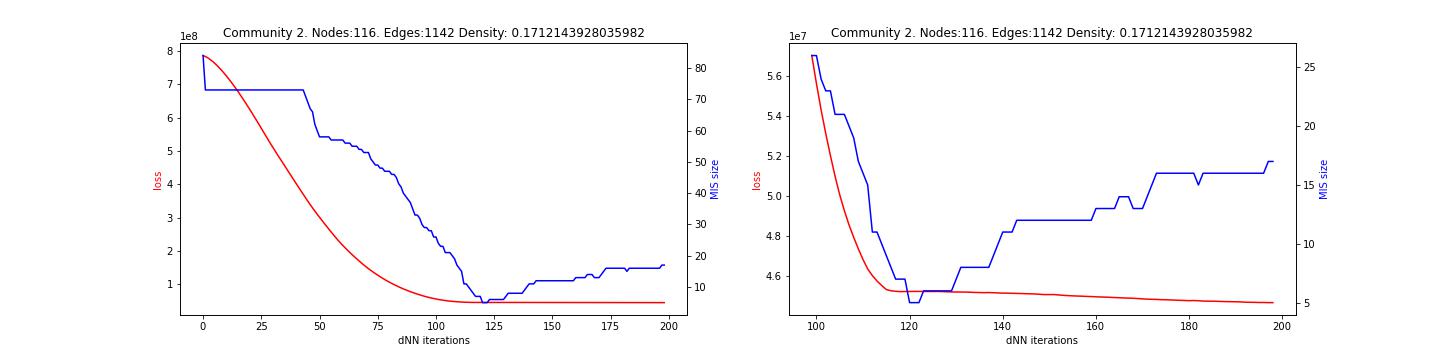 Community 2. Nodes:116. Edges:1142 Density: 0.1712143928035982
1e8
8
7
6
5
4
3
2
1
loss
80
70
60
50
40
30
20
10
MIS size
0 25 50 75 100 125 150 175 200
dNN iterations
Community 2. Nodes:116. Edges:1142 Density: 0.1712143928035982
1e7
5.6
5.4
5.2
5.0
4.8
4.6
loss
25
20
15
10
5
MIS size
100 120 140 160 180 200
dNN iterations